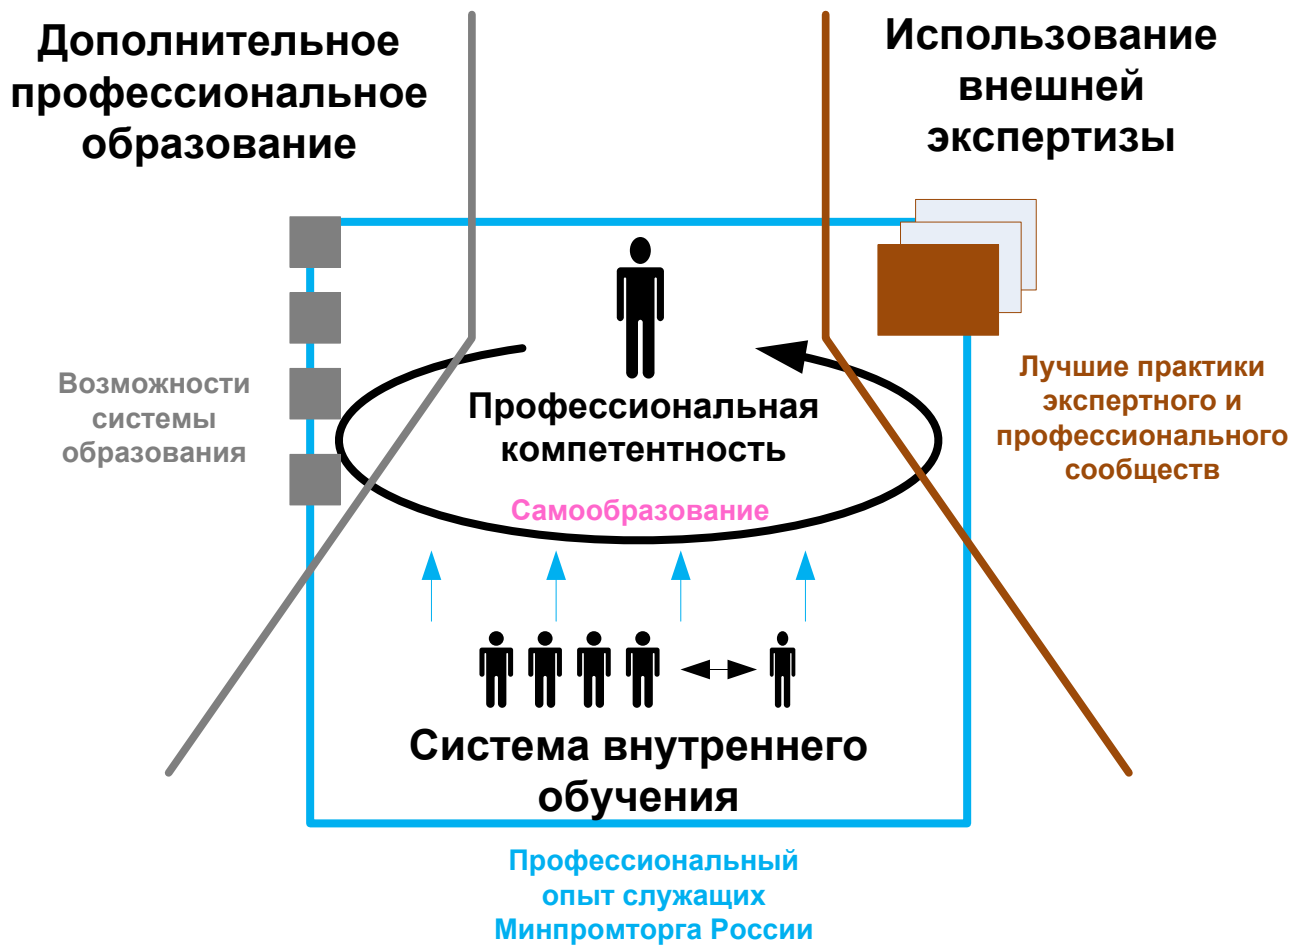 Дополнительное
профессиональное
образование
Использование
внешней
экспертизы
Возможности
системы
образования
Профессиональная
компетентность
Самообразование
Лучшие практики
экспертного и
профессионального
сообществ
Система внутреннего
обучения
Профессиональный
опыт служащих
Минпромторга России